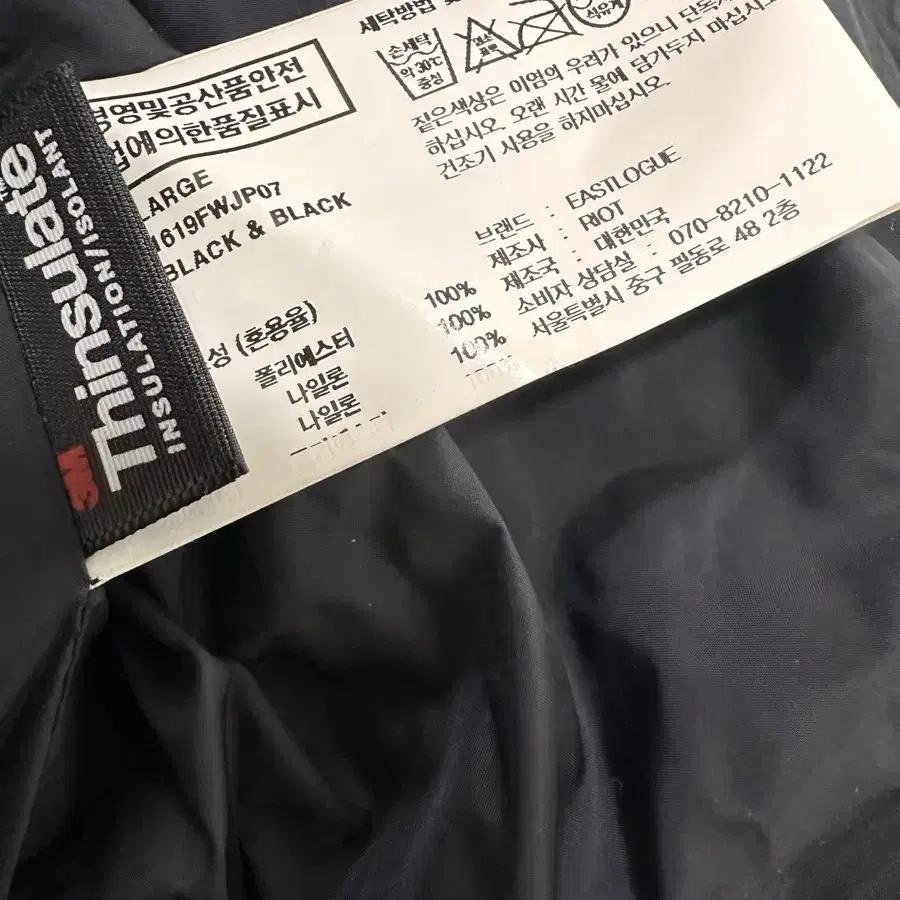 3M
Thinsulate
INSULATION/ISOLANT
품질경영및공산품안전
관리법에의한품질표시
LARGE
1619FWJP07
BLACK & BLACK
(혼용율)
폴리에스터 100%
나일론 100%
나일론 100%
세탁방법
손세탁
약30℃
중성
석유계
짙은색상은 이염의 우려가 있으니
하십시오. 오랜 시간 물에 담가두지 마십시오.
건조기 사용을 하지마십시오.
브랜드 : EASTLOGUE
제조사 : RIOT
제조국 : 대한민국
소비자 상담실 : 070-8210-1122
서울특별시 중구 필동로 48 2층